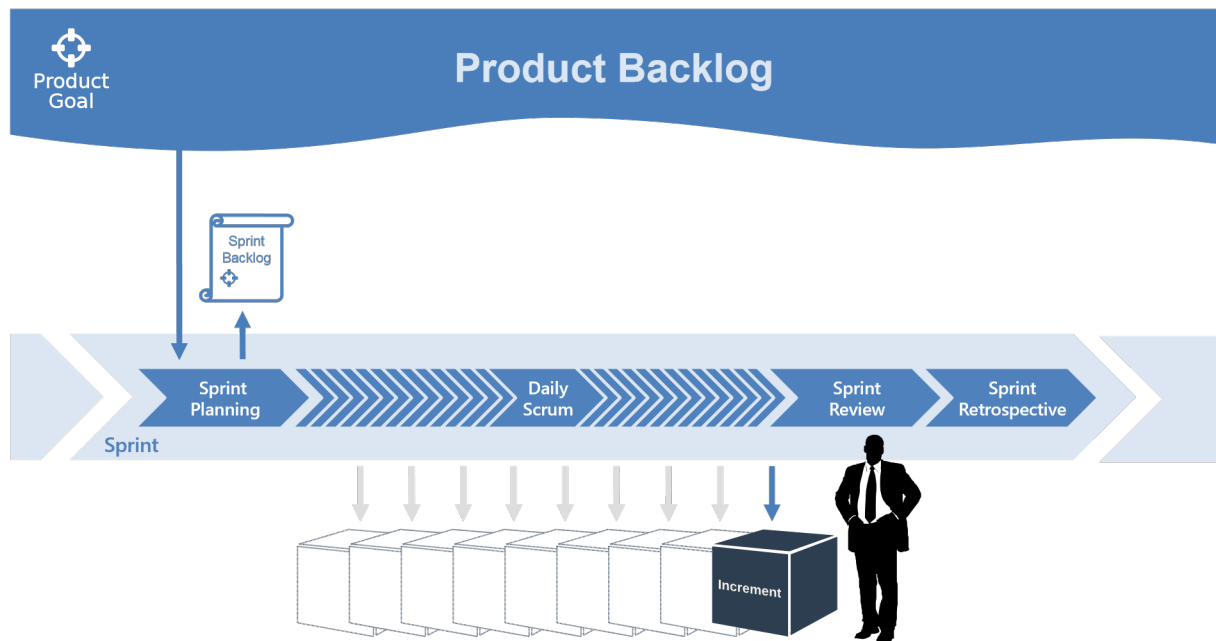 Product
Goal
Product Backlog
Sprint
Backlog
Sprint
Planning
Daily
Scrum
Sprint
Review
Sprint
Retrospective
Sprint
Increment